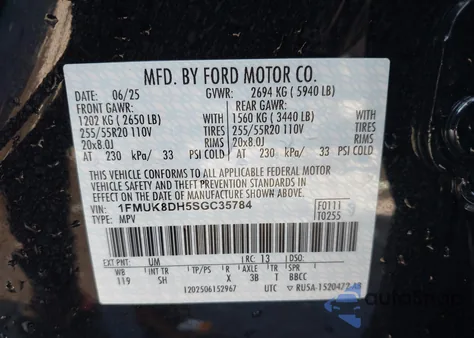 MFD. BY FORD MOTOR CO.
DATE: 06/25 GVWR: 2694 KG ( 5940 LB)
FRONT GAWR: REAR GAWR:
1202 KG ( 2650 LB) 1560 KG ( 3440 LB)
255/55R20 110V TIRES 255/55R20 110V TIRES
20x8.0J RIMS 20x8.0J RIMS
AT 230 kPa/ 33 PSI COLD AT 230 kPa/ 33 PSI COLD
THIS VEHICLE CONFORMS TO ALL APPLICABLE FEDERAL MOTOR
VEHICLE SAFETY AND THEFT PREVENTION STANDARDS IN
EFFECT ON THE DATE OF MANUFACTURE SHOWN ABOVE.
VIN: 1FMUK8DH5SGC35784 F0111
TYPE: MPV T0255
EXT PNT: UM RC: 13 DSO:
WB INT TR R AXLE TR SPR
119 SH X 3B T BBCC
1202506152967 UTC